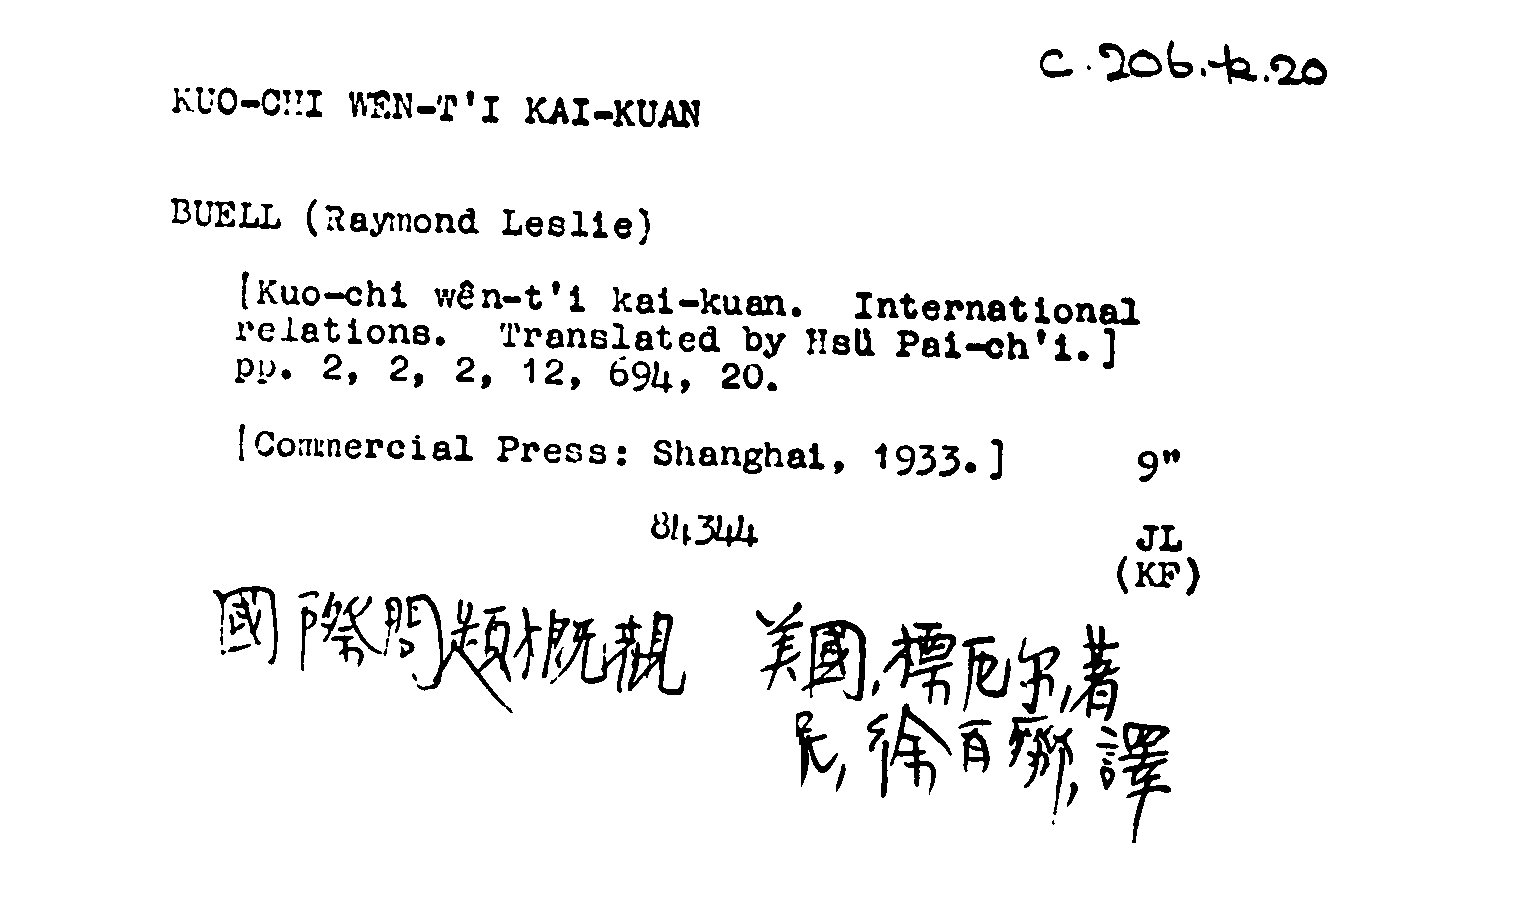 c.206.k.20
KUO-CHI WÊN-T'I KAI-KUAN
BUELL (Raymond Leslie)
[Kuo-chi wên-t'i kai-kuan. International
relations. Translated by Hsü Pai-ch'i.]
pp. 2, 2, 2, 12, 694, 20.
[Commercial Press: Shanghai, 1933.] 9"
84344 JL
(KF)
國際問題概觀 美國,標厄尔,著
民,徐百齊,譯